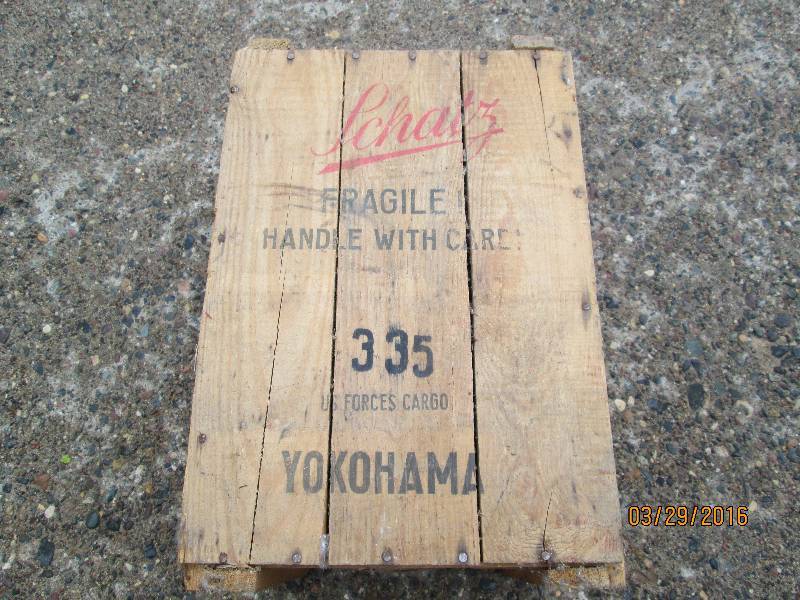 Schatz
FRAGILE !
HANDLE WITH CARE!
335
US FORCES CARGO
YOKOHAMA
03/29/2016